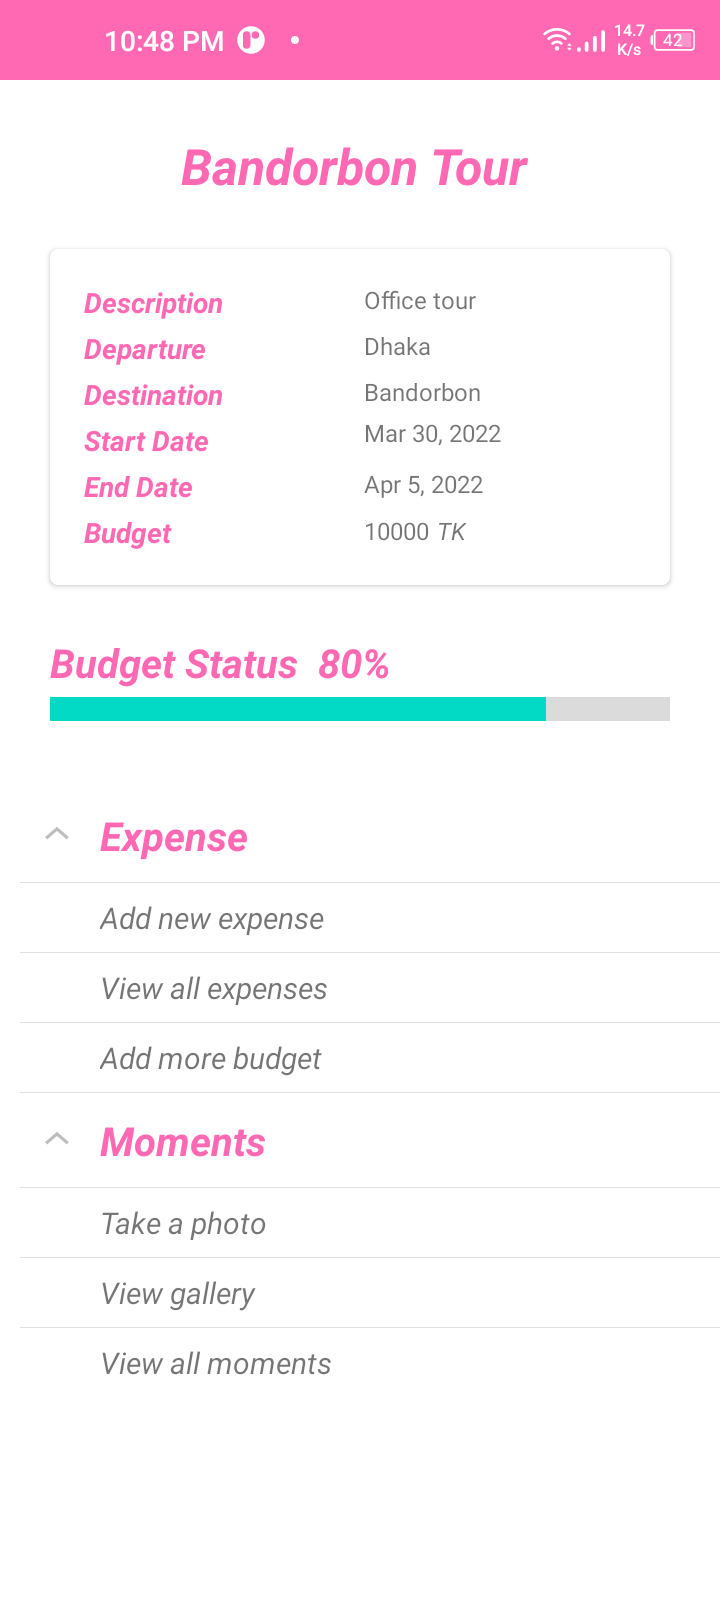 10:48 PM
14.7 K/s
42
Bandorbon Tour
Description Office tour
Departure Dhaka
Destination Bandorbon
Start Date Mar 30, 2022
End Date Apr 5, 2022
Budget 10000 TK
Budget Status 80%
Expense
Add new expense
View all expenses
Add more budget
Moments
Take a photo
View gallery
View all moments